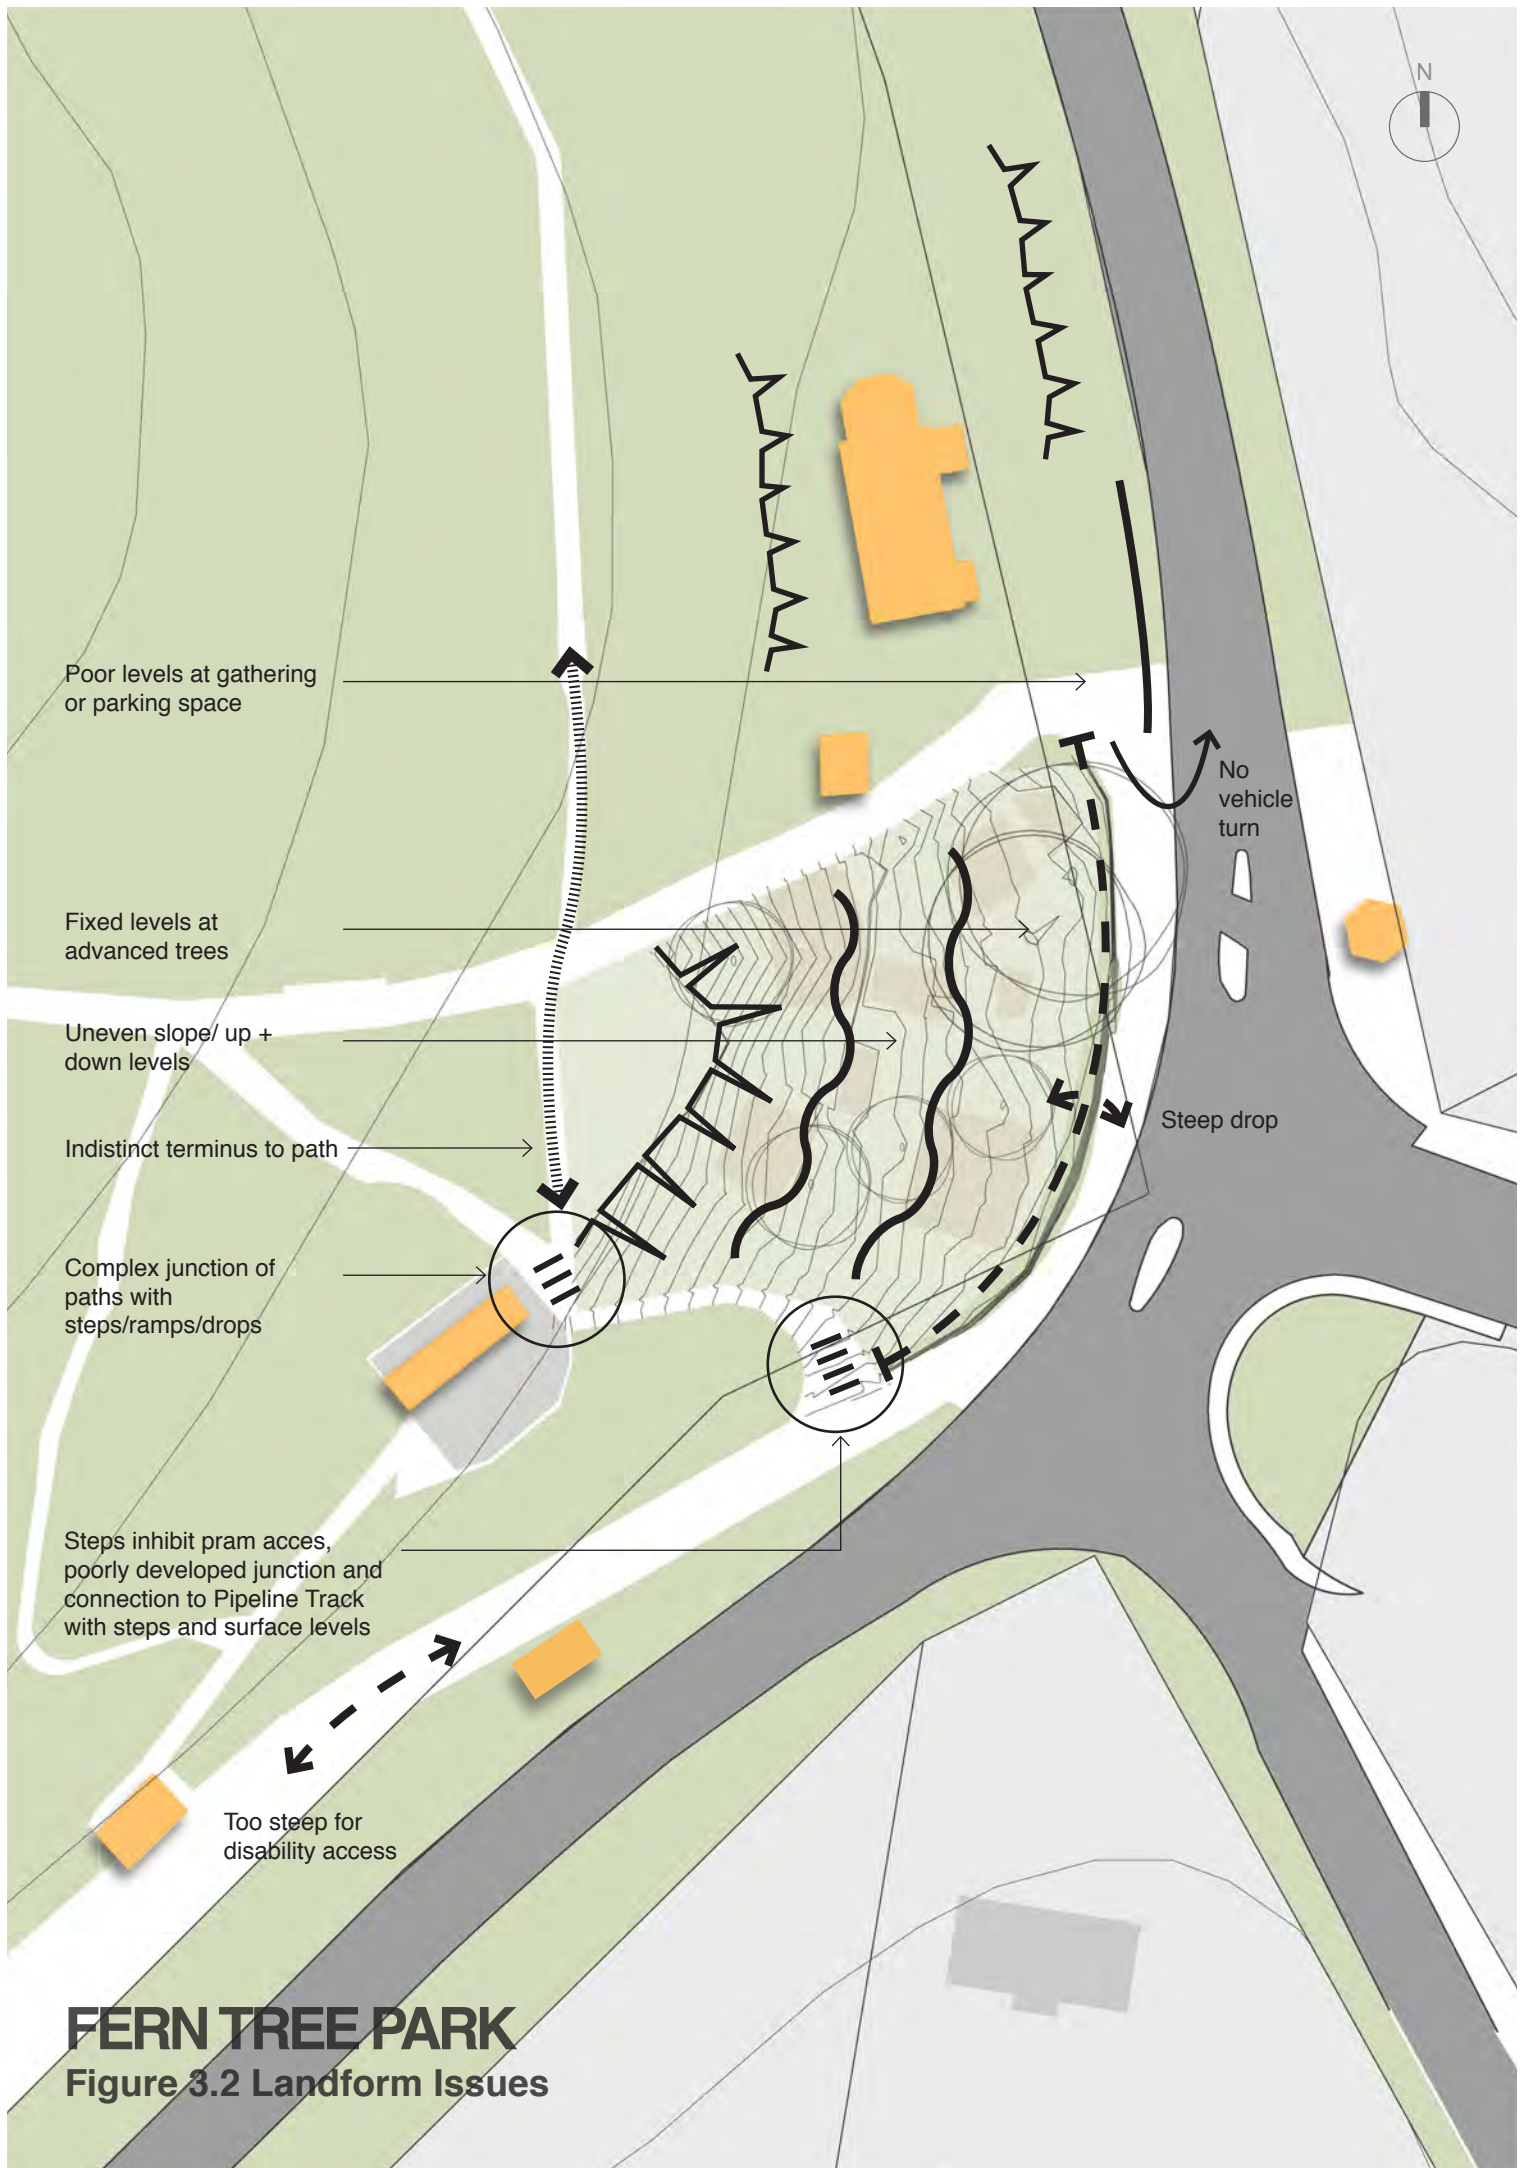 N
Poor levels at gathering
or parking space
No
vehicle
turn
Fixed levels at
advanced trees
Uneven slope/ up +
down levels
Steep drop
Indistinct terminus to path
Complex junction of
paths with
steps/ramps/drops
Steps inhibit pram acces,
poorly developed junction and
connection to Pipeline Track
with steps and surface levels
Too steep for
disability access
FERN TREE PARK
Figure 3.2 Landform Issues